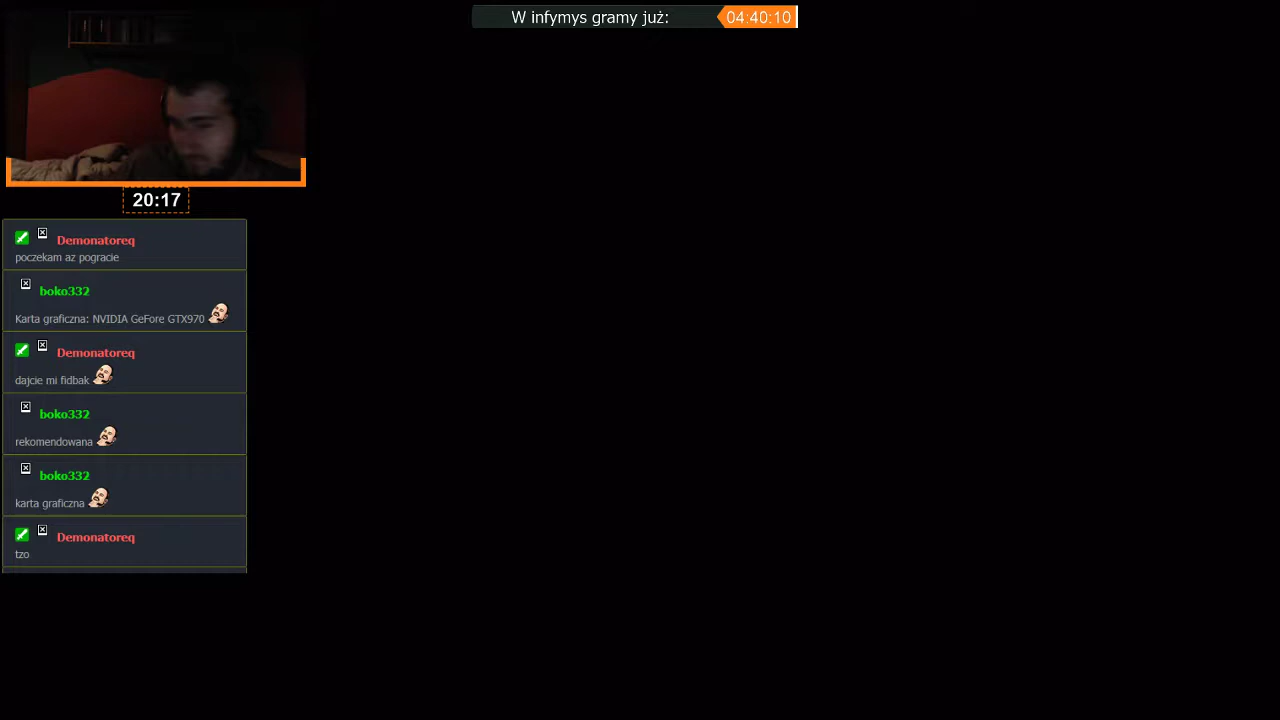 W infymys gramy już: 04:40:10
20:17
Demonatoreq
poczekam az pogracie
boko332
Karta graficzna: NVIDIA GeFore GTX970
Demonatoreq
dajcie mi fidbak
boko332
rekomendowana
boko332
karta graficzna
Demonatoreq
tzo